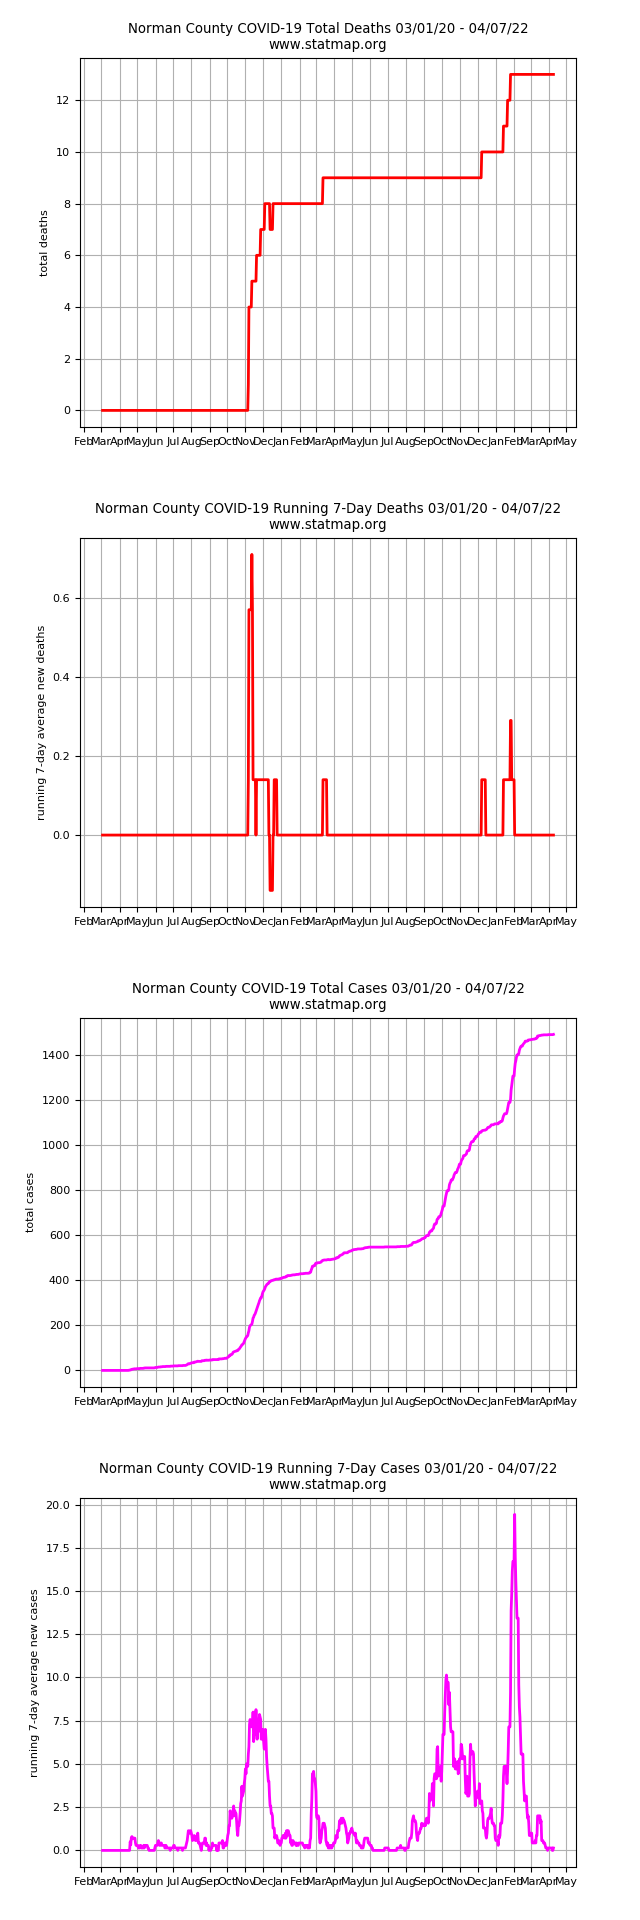 Norman County COVID-19 Total Deaths 03/01/20 - 04/07/22
www.statmap.org
12
10
8
6
4
2
0
total deaths
Feb Mar Apr May Jun Jul Aug Sep Oct Nov Dec Jan Feb Mar Apr May Jun Jul Aug Sep Oct Nov Dec Jan Feb Mar Apr May
Norman County COVID-19 Running 7-Day Deaths 03/01/20 - 04/07/22
www.statmap.org
0.6
0.4
0.2
0.0
running 7-day average new deaths
Feb Mar Apr May Jun Jul Aug Sep Oct Nov Dec Jan Feb Mar Apr May Jun Jul Aug Sep Oct Nov Dec Jan Feb Mar Apr May
Norman County COVID-19 Total Cases 03/01/20 - 04/07/22
www.statmap.org
1400
1200
1000
800
600
400
200
0
total cases
Feb Mar Apr May Jun Jul Aug Sep Oct Nov Dec Jan Feb Mar Apr May Jun Jul Aug Sep Oct Nov Dec Jan Feb Mar Apr May
Norman County COVID-19 Running 7-Day Cases 03/01/20 - 04/07/22
www.statmap.org
20.0
17.5
15.0
12.5
10.0
7.5
5.0
2.5
0.0
running 7-day average new cases
Feb Mar Apr May Jun Jul Aug Sep Oct Nov Dec Jan Feb Mar Apr May Jun Jul Aug Sep Oct Nov Dec Jan Feb Mar Apr May